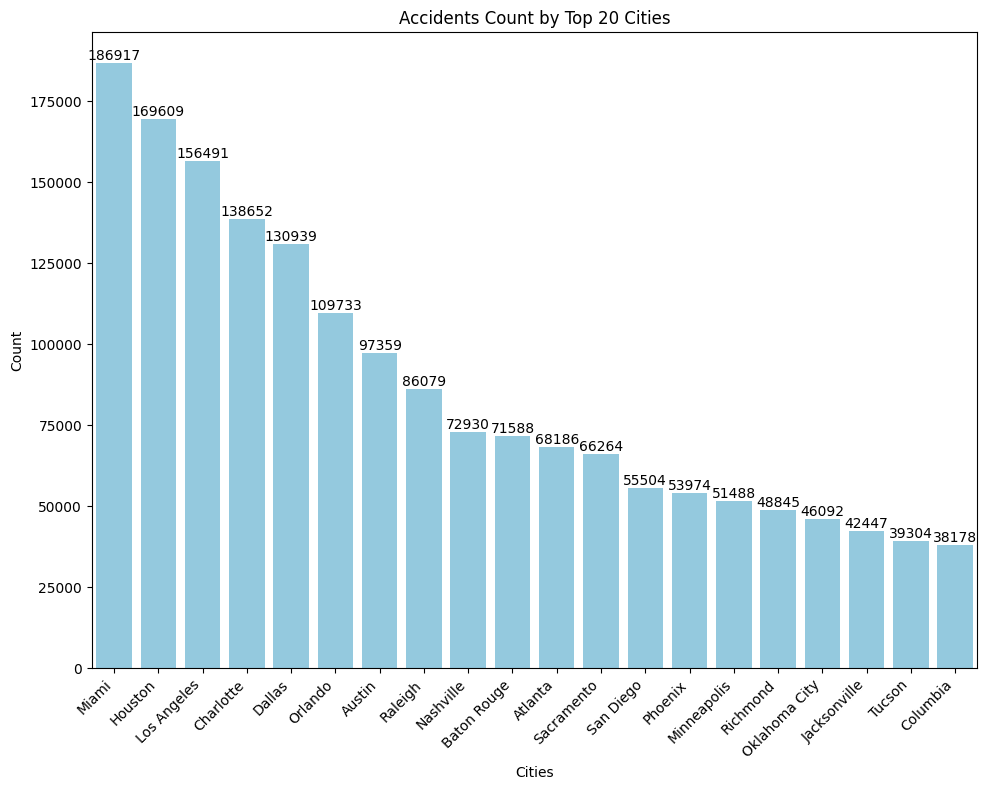 Accidents Count by Top 20 Cities
186917
169609
156491
138652
130939
109733
97359
86079
72930
71588
68186
66264
55504
53974
51488
48845
46092
42447
39304
38178
175000
150000
125000
100000
75000
50000
25000
0
Count
Miami
Houston
Los Angeles
Charlotte
Dallas
Orlando
Austin
Raleigh
Nashville
Baton Rouge
Atlanta
Sacramento
San Diego
Phoenix
Minneapolis
Richmond
Oklahoma City
Jacksonville
Tucson
Columbia
Cities